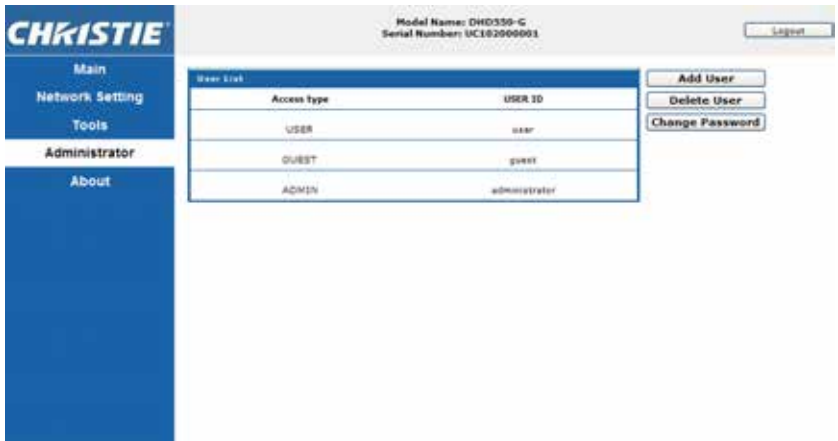 CHRISTIE
Model Name: DHD550-G
Serial Number: UC102000001
Logout
Main
Network Setting
Tools
Administrator
About
User List
Access type USER ID
USER user
GUEST guest
ADMIN administrator
Add User
Delete User
Change Password